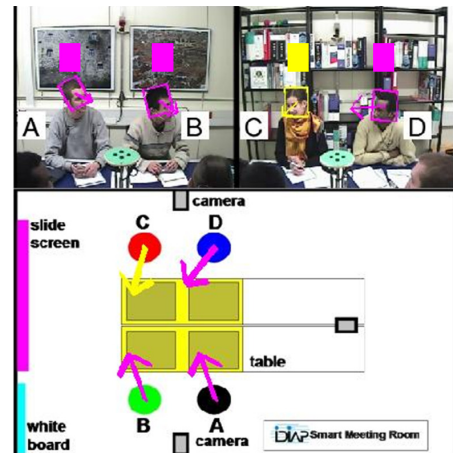 A
B
C
D
camera
slide
screen
C
D
table
B
A
white
board
camera
IDIAP Smart Meeting Room